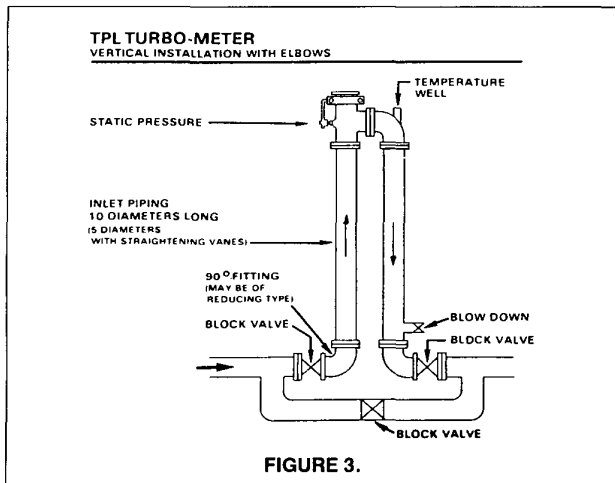 TPL TURBO-METER
VERTICAL INSTALLATION WITH ELBOWS
TEMPERATURE
WELL
STATIC PRESSURE
INLET PIPING
10 DIAMETERS LONG
(5 DIAMETERS
WITH STRAIGHTENING VANES)
90° FITTING
(MAY BE OF
REDUCING TYPE)
BLOCK VALVE
BLOW DOWN
BLOCK VALVE
BLOCK VALVE
FIGURE 3.